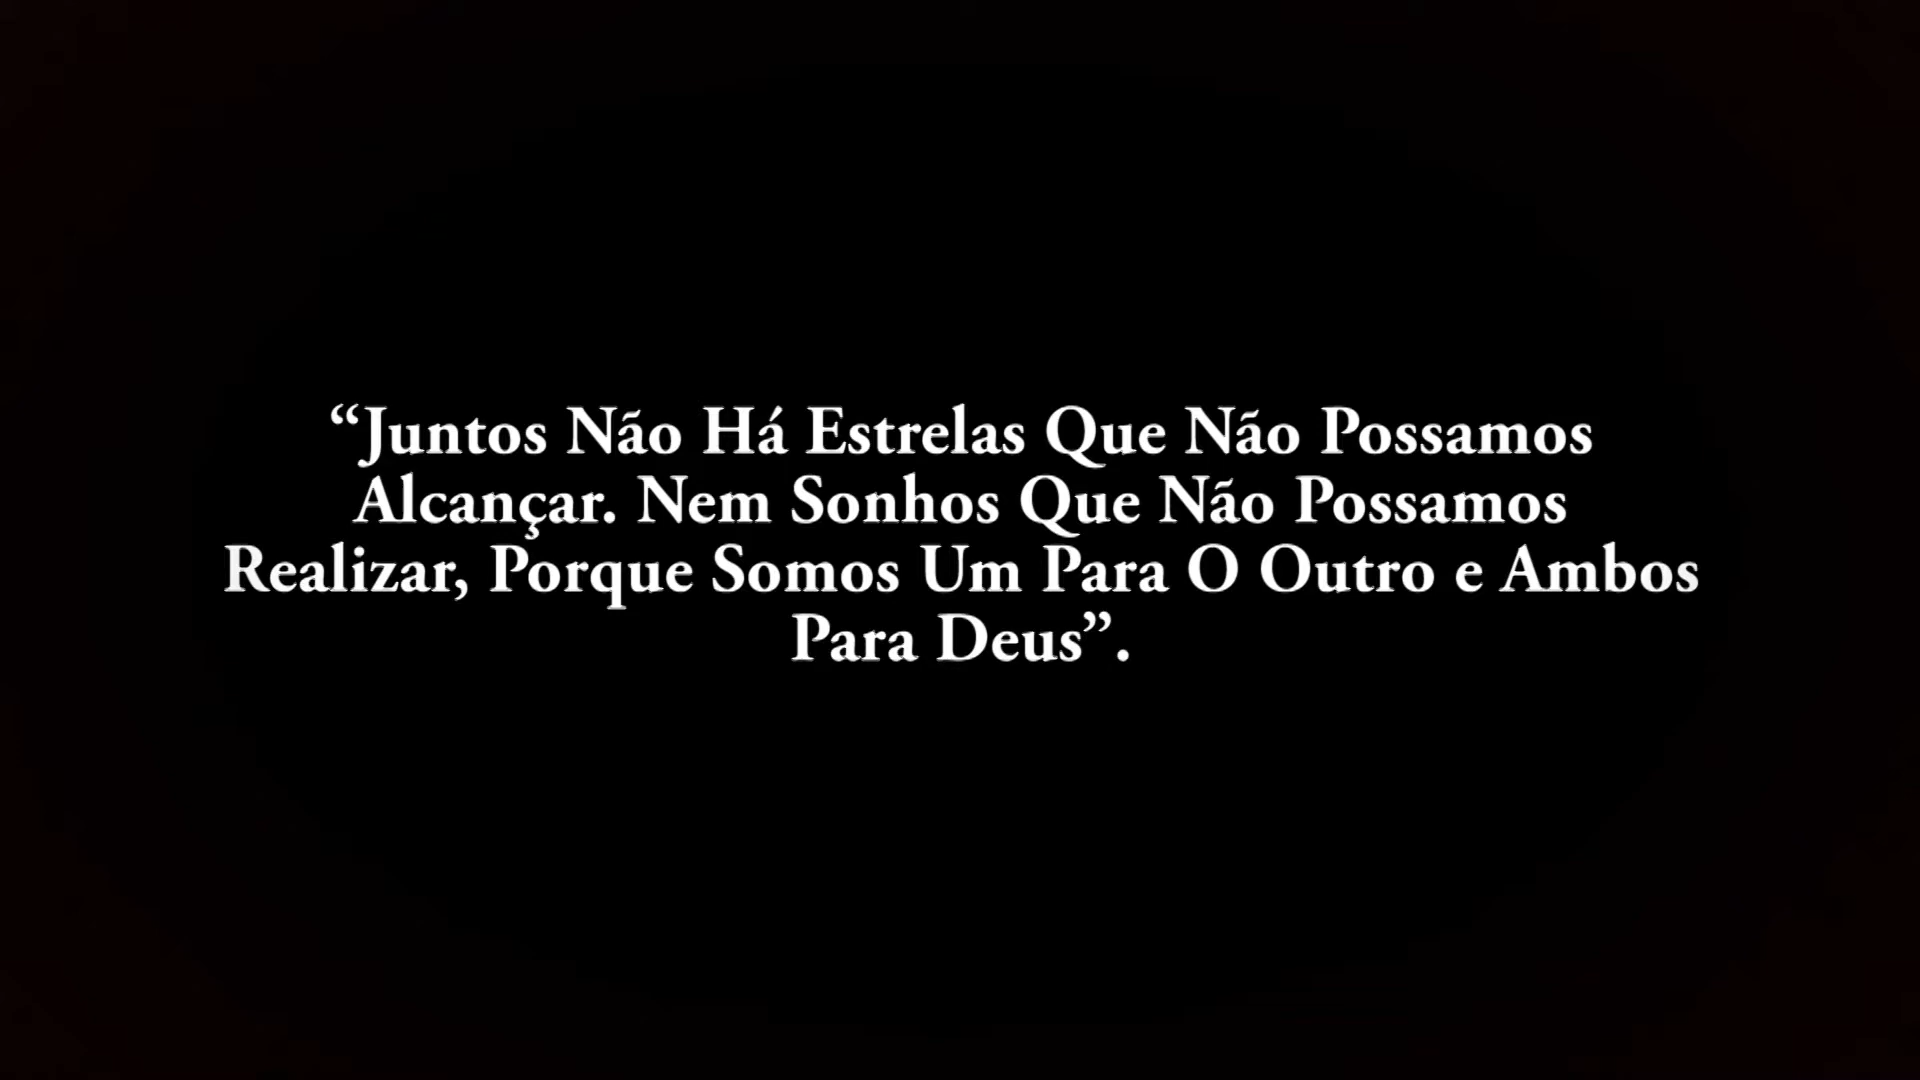 “Juntos Não Há Estrelas Que Não Possamos
Alcançar. Nem Sonhos Que Não Possamos
Realizar, Porque Somos Um Para O Outro e Ambos
Para Deus”.